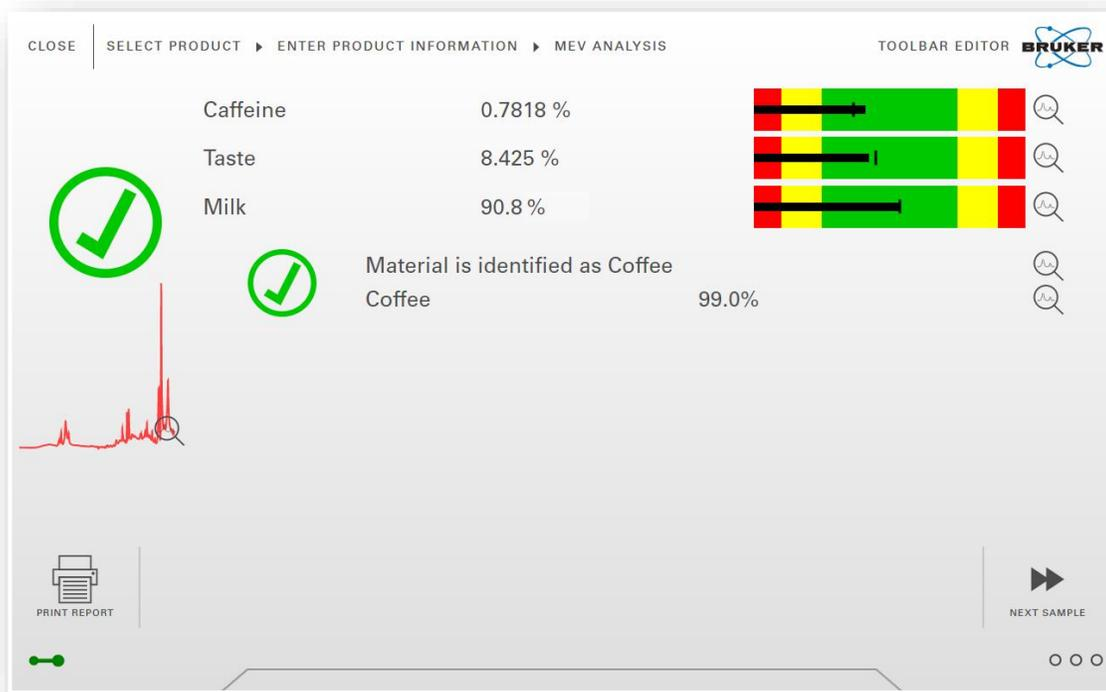 CLOSE SELECT PRODUCT ▶ ENTER PRODUCT INFORMATION ▶ MEV ANALYSIS TOOLBAR EDITOR BRUKER
Caffeine 0.7818 %
Taste 8.425 %
Milk 90.8 %
Material is identified as Coffee
Coffee 99.0%
PRINT REPORT NEXT SAMPLE